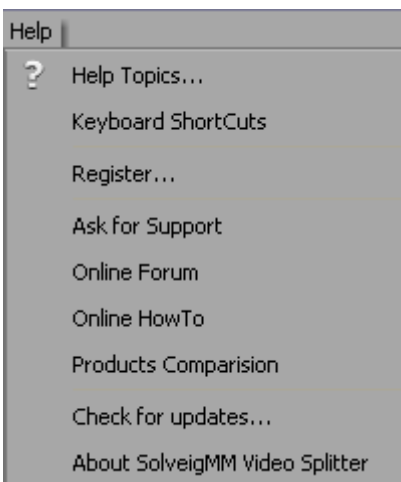 Help
Help Topics...
Keyboard ShortCuts
Register...
Ask for Support
Online Forum
Online HowTo
Products Comparision
Check for updates...
About SolveigMM Video Splitter